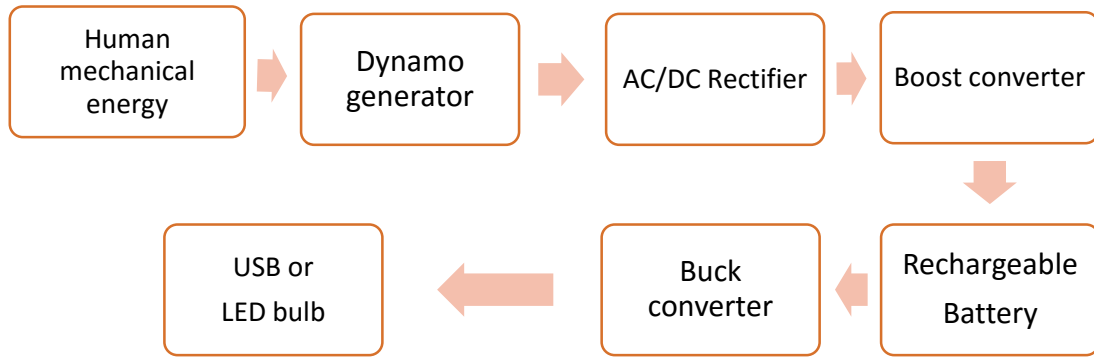 Human
mechanical
energy
Dynamo
generator
AC/DC Rectifier
Boost converter
Rechargeable
Battery
Buck
converter
USB or
LED bulb